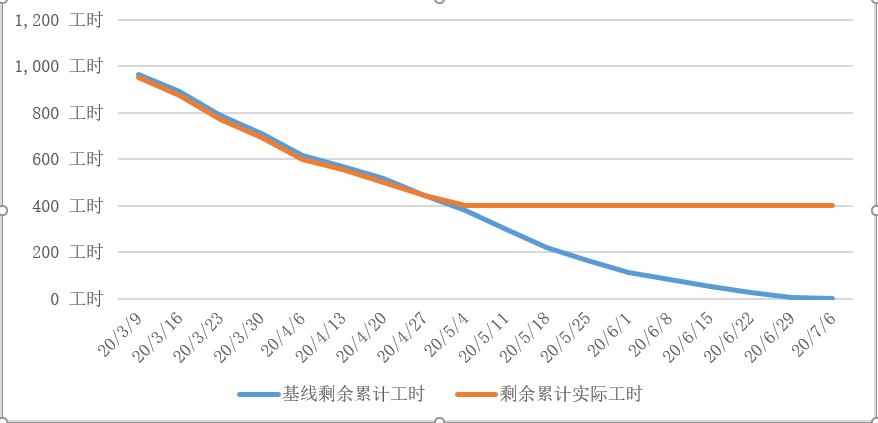 1,200 工时
1,000 工时
800 工时
600 工时
400 工时
200 工时
0 工时
20/3/9
20/3/16
20/3/23
20/3/30
20/4/6
20/4/13
20/4/20
20/4/27
20/5/4
20/5/11
20/5/18
20/5/25
20/6/1
20/6/8
20/6/15
20/6/22
20/6/29
20/7/6
基线剩余累计工时
剩余累计实际工时